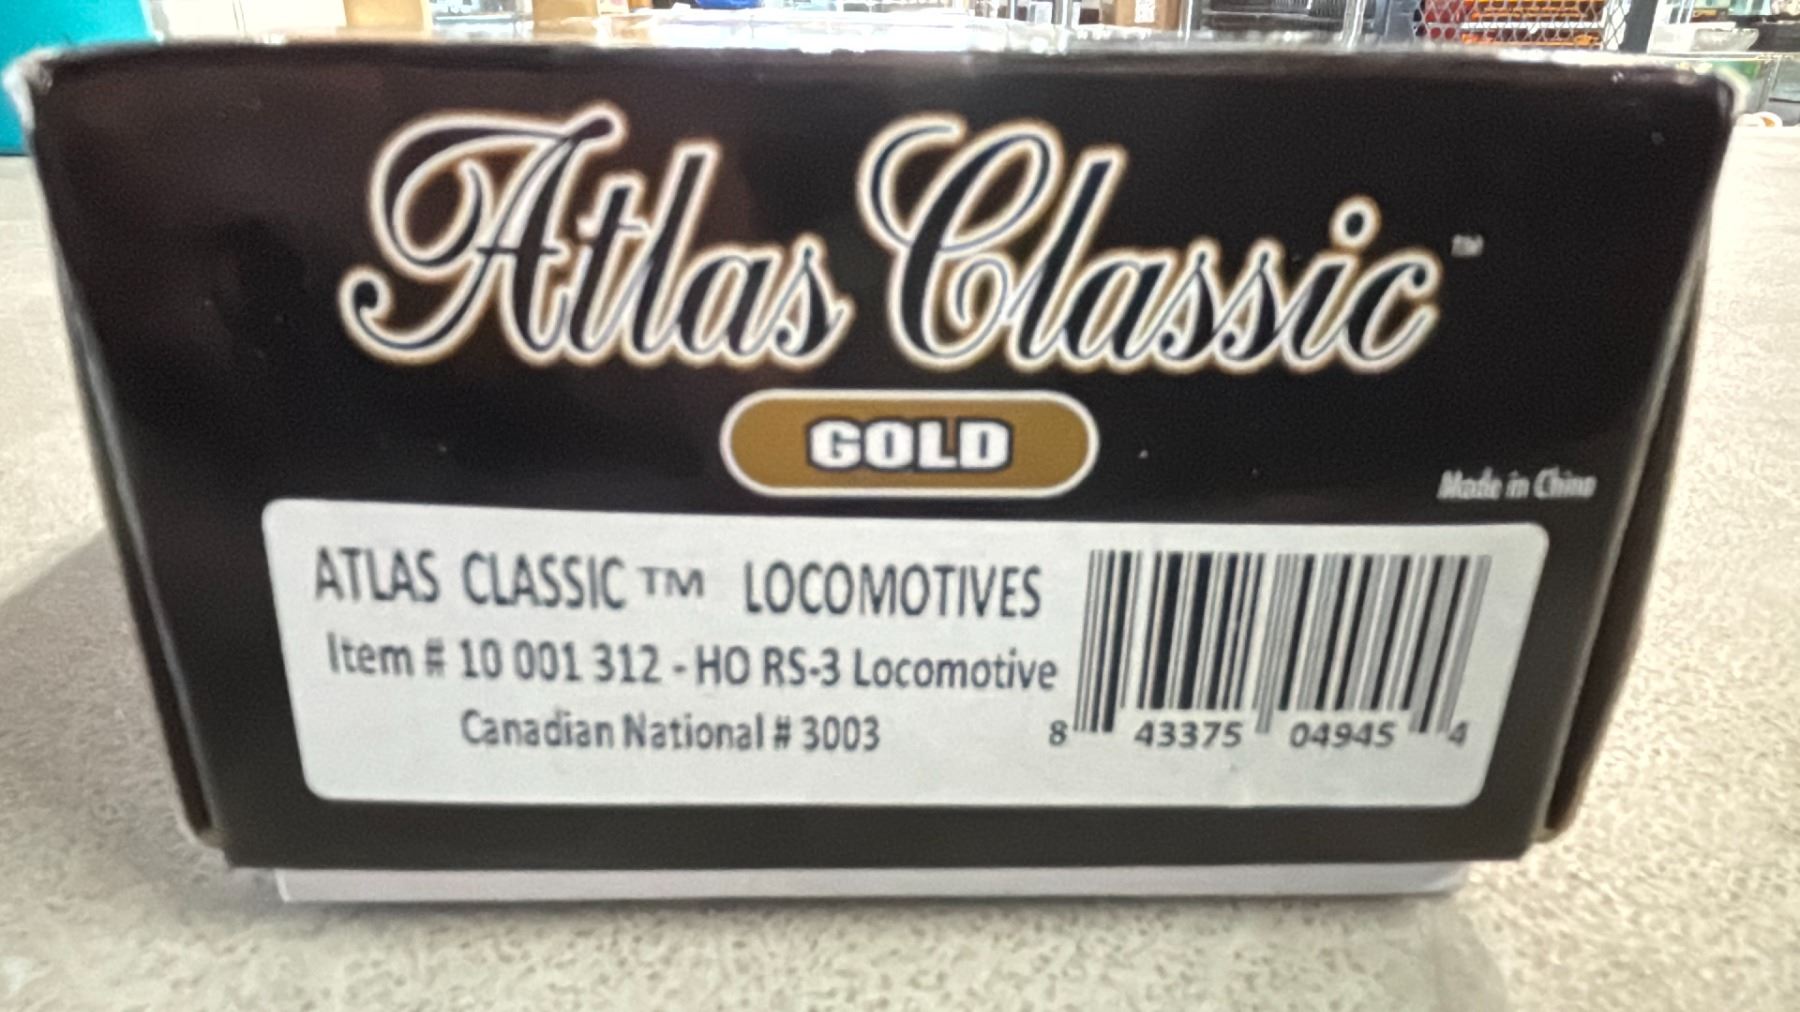 Atlas Classic™
GOLD
Made in China
ATLAS CLASSIC™ LOCOMOTIVES
Item # 10 001 312 - HO RS-3 Locomotive
Canadian National # 3003
8 43375 04945 4